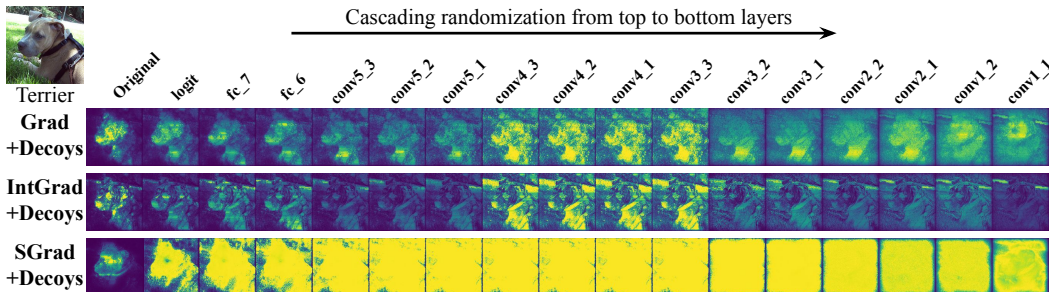 Cascading randomization from top to bottom layers
Terrier
Original
logit
fc_7
fc_6
conv5_3
conv5_2
conv5_1
conv4_3
conv4_2
conv4_1
conv3_3
conv3_2
conv3_1
conv2_2
conv2_1
conv1_2
conv1_1
Grad
+Decoys
IntGrad
+Decoys
SGrad
+Decoys